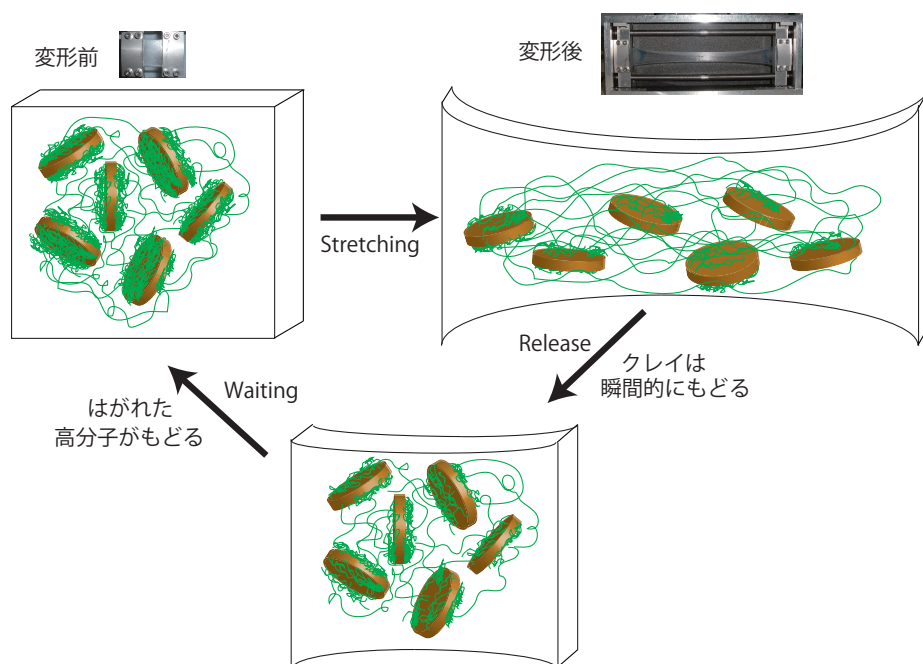 変形前
変形後
Stretching
Release
クレイは
瞬間的にもどる
Waiting
はがれた
高分子がもどる